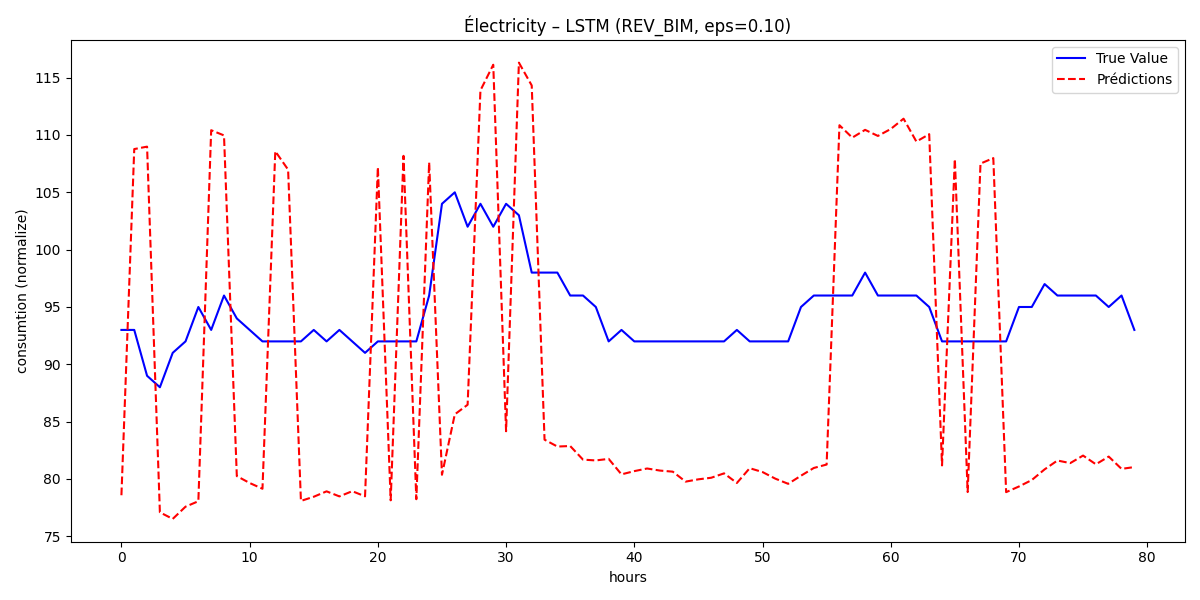 Électricity – LSTM (REV_BIM, eps=0.10)
True Value
Prédictions
consumtion (normalize)
115
110
105
100
95
90
85
80
75
0 10 20 30 40 50 60 70 80
hours